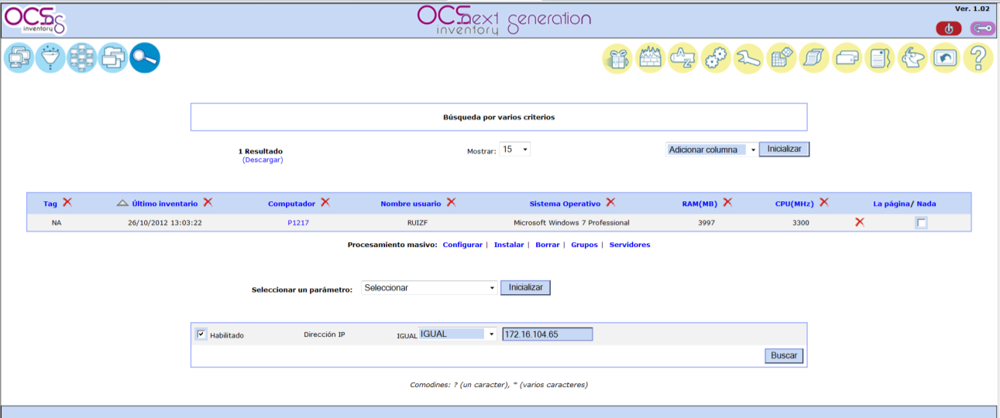 Ver. 1.02
OCSng
inventory
OCSnext generation
inventory
Búsqueda por varios criterios
1 Resultado
(Descargar)
Mostrar: 15
Adicionar columna Inicializar
Tag Último inventario Computador Nombre usuario Sistema Operativo RAM(MB) CPU(MHz) La página/ Nada
NA 26/10/2012 13:03:22 P1217 RUIZF Microsoft Windows 7 Professional 3997 3300
Procesamiento masivo: Configurar | Instalar | Borrar | Grupos | Servidores
Seleccionar un parámetro: Seleccionar Inicializar
Habilitado Dirección IP IGUAL IGUAL 172.16.104.65
Buscar
Comodines: ? (un caracter), * (varios caracteres)